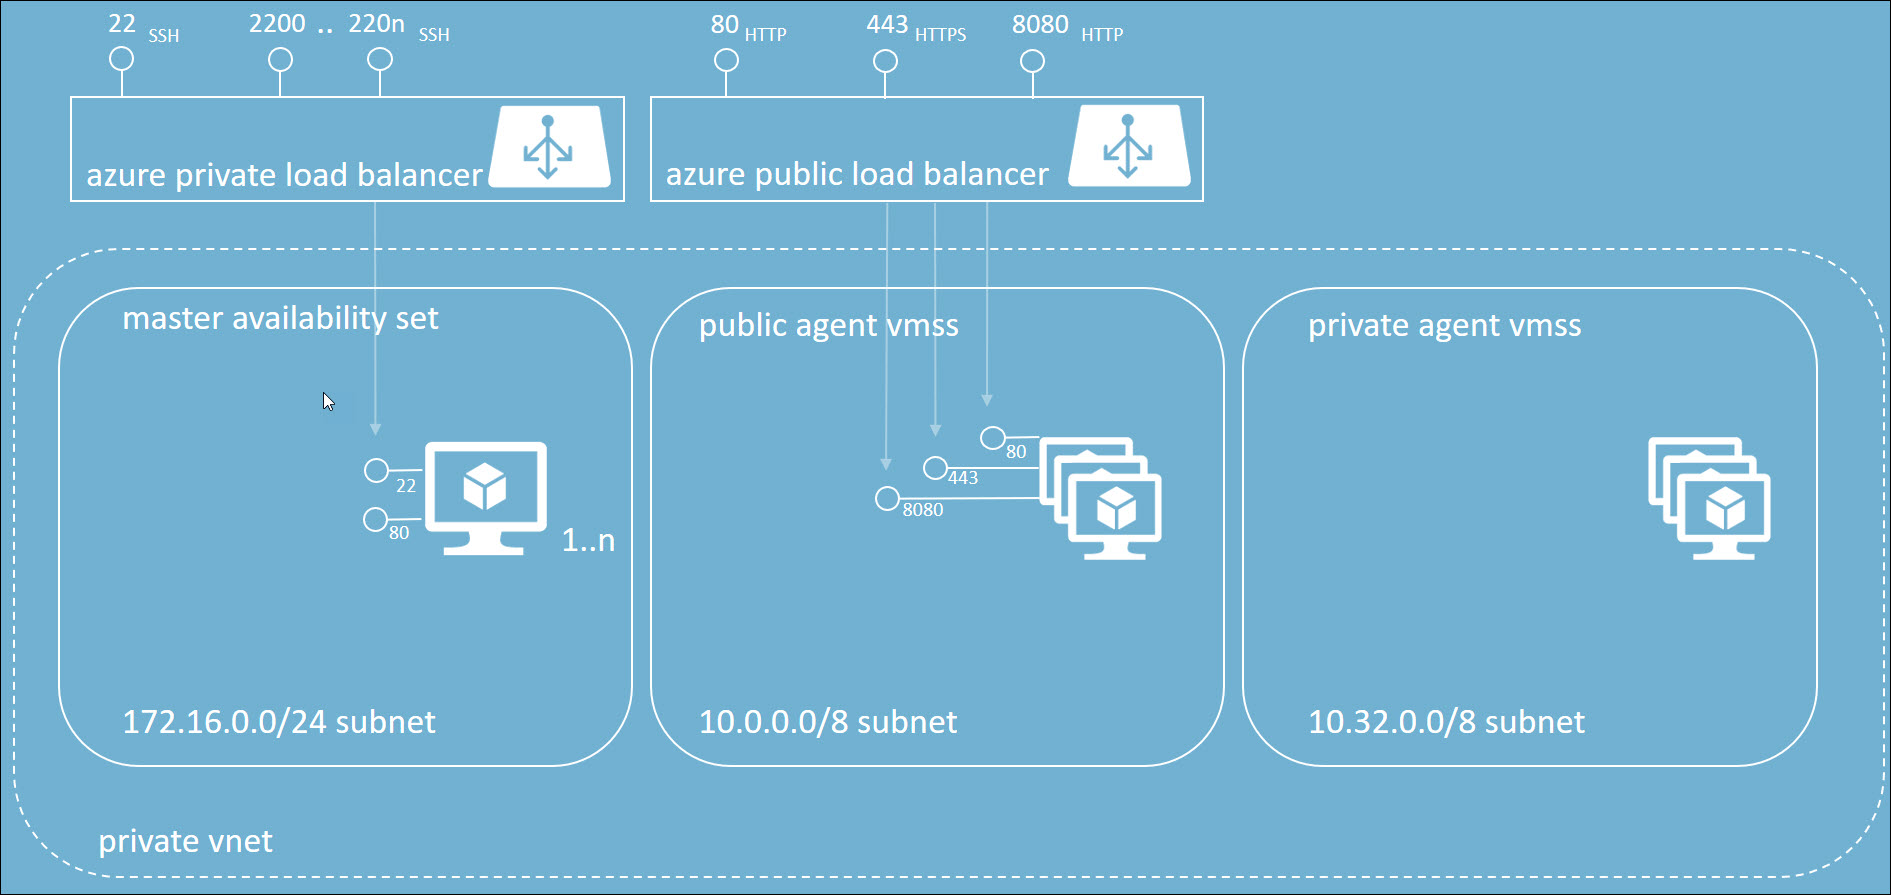 22 SSH
2200 .. 220n SSH
80 HTTP
443 HTTPS
8080 HTTP
azure private load balancer
azure public load balancer
master availability set
public agent vmss
private agent vmss
22
80
1..n
80
443
8080
172.16.0.0/24 subnet
10.0.0.0/8 subnet
10.32.0.0/8 subnet
private vnet